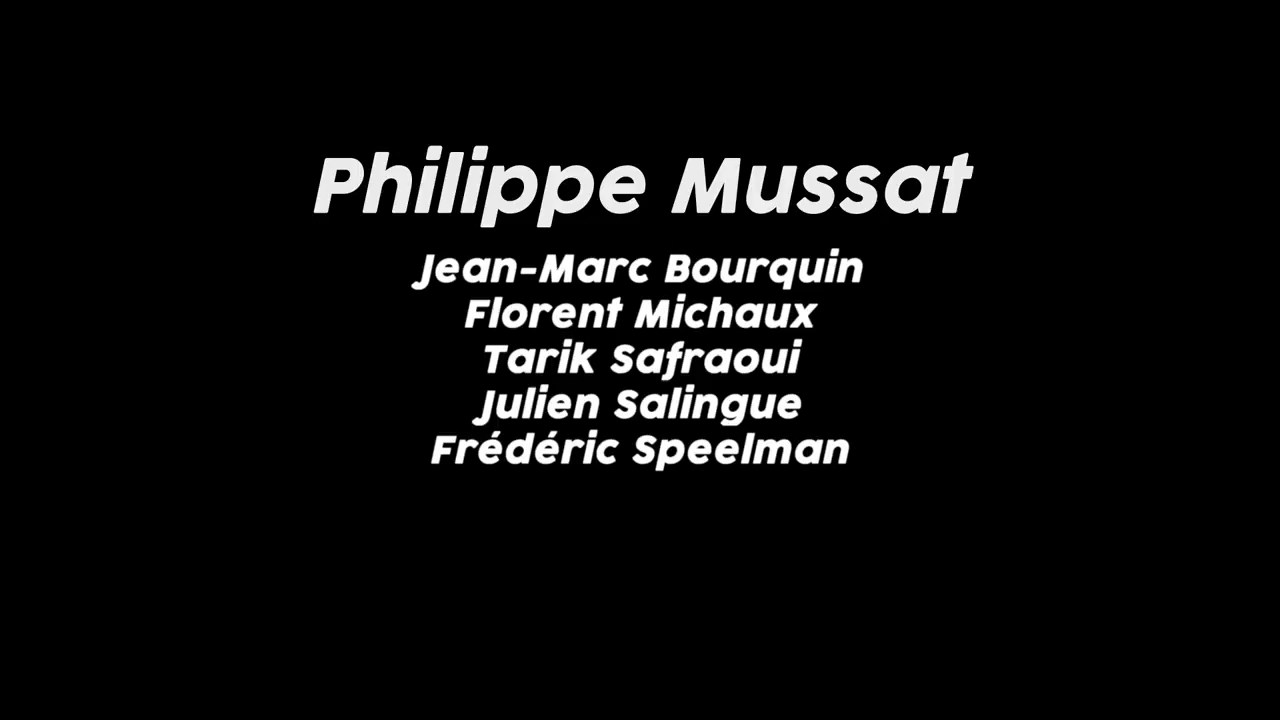 Philippe Mussat
Jean-Marc Bourquin
Florent Michaux
Tarik Safraoui
Julien Salingue
Frédéric Speelman